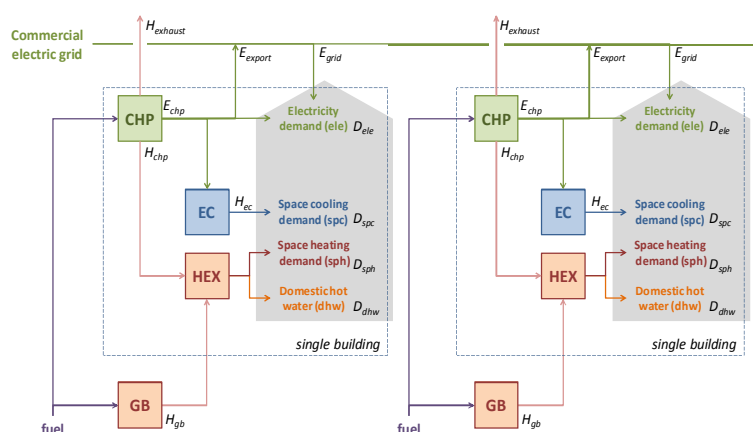 H_exhaust
H_exhaust
Commercial
electric grid
E_export
E_grid
E_export
E_grid
E_chp
CHP
Electricity
demand (ele)
D_ele
H_chp
E_chp
CHP
Electricity
demand (ele)
D_ele
H_chp
EC
H_ec
Space cooling
demand (spc)
D_spc
EC
H_ec
Space cooling
demand (spc)
D_spc
HEX
Space heating
demand (sph)
D_sph
Domestic hot
water (dhw)
D_dhw
HEX
Space heating
demand (sph)
D_sph
Domestic hot
water (dhw)
D_dhw
single building
single building
GB
H_gb
fuel
GB
H_gb
fuel